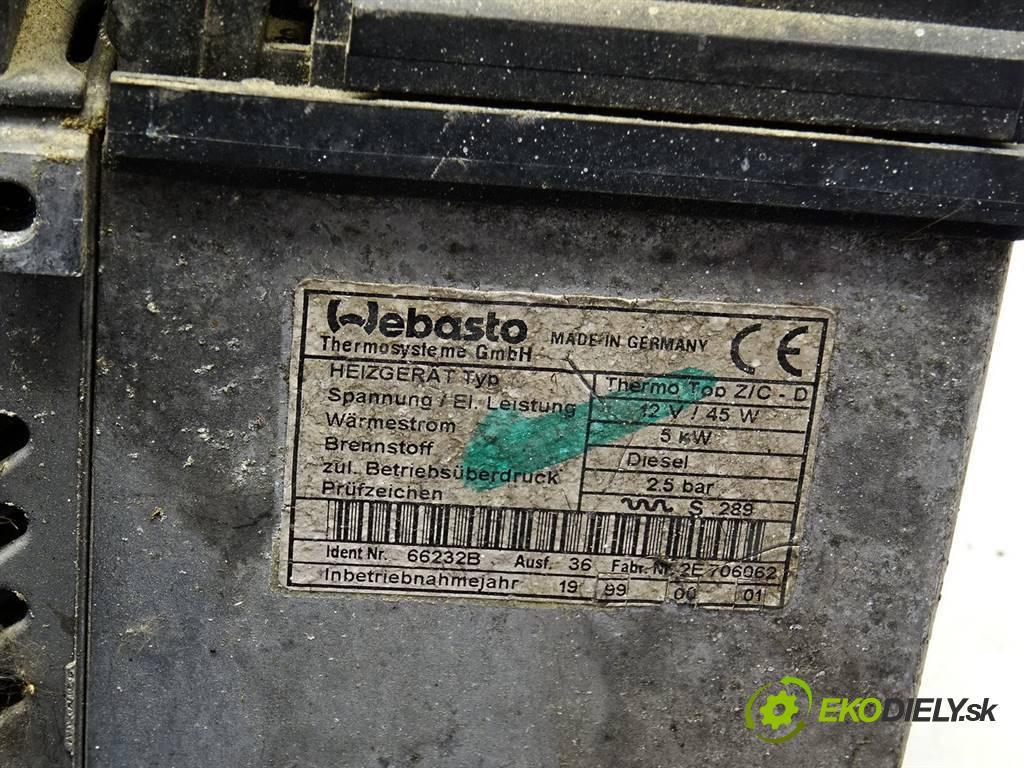 Webasto
Thermosysteme GmbH
MADE IN GERMANY
CE
HEIZGERÄT Typ Thermo Top Z/C - D
Spannung / El. Leistung 12 V / 45 W
Wärmestrom 5 kW
Brennstoff Diesel
zul. Betriebsüberdruck 2.5 bar
Prüfzeichen S 289
Ident Nr. 66232B Ausf. 36 Fabr. Nr. 2E 706062
Inbetriebnahmejahr 19 99 00 01
EKODIELY.sk